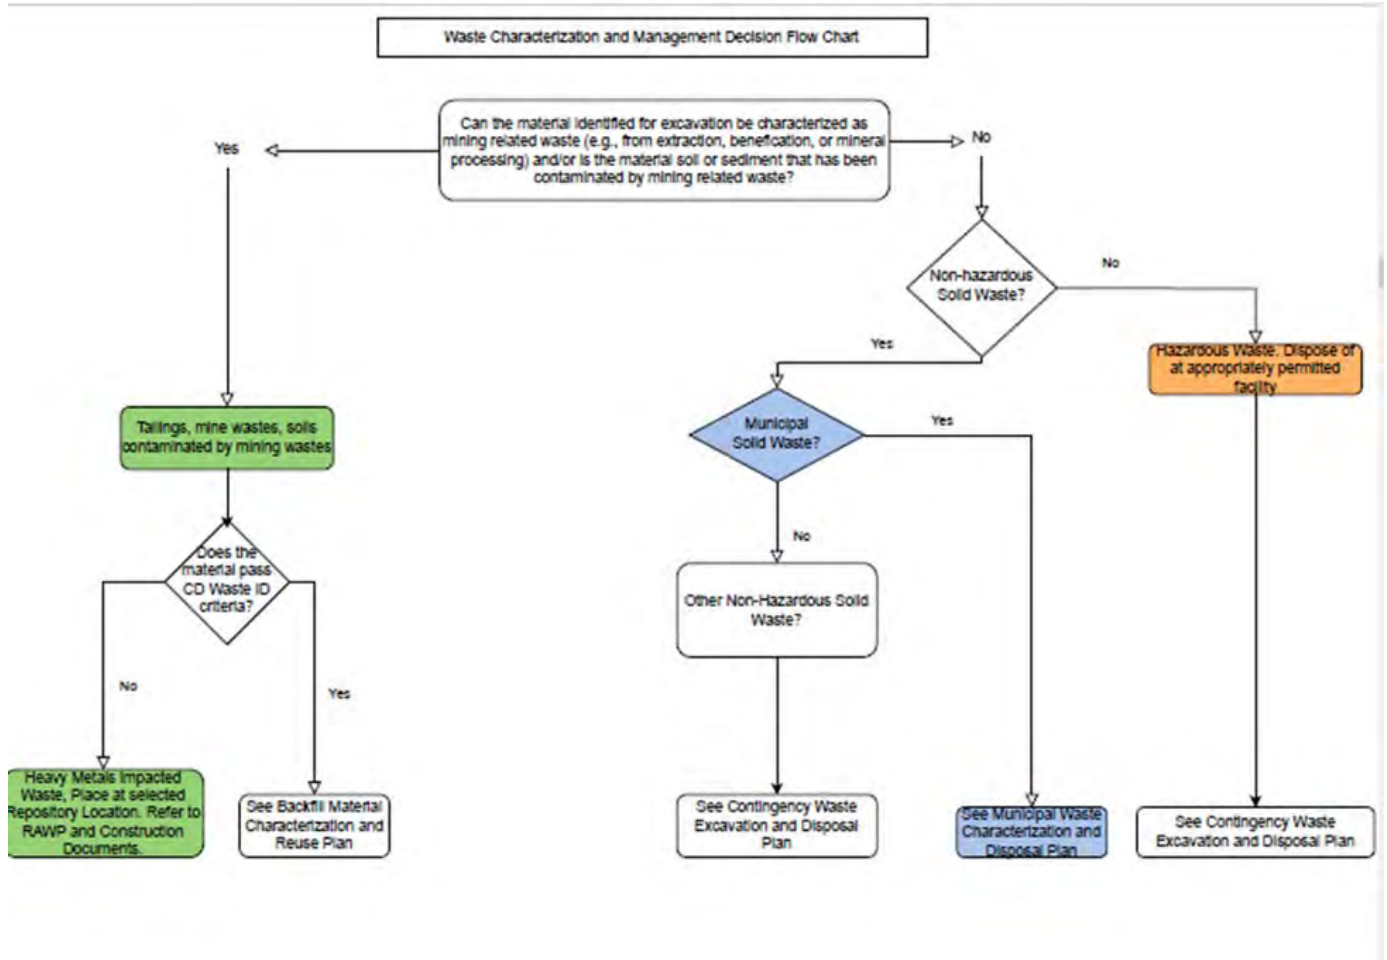 Waste Characterization and Management Decision Flow Chart
Can the material identified for excavation be characterized as
mining related waste (e.g., from extraction, benefication, or mineral
processing) and/or is the material soil or sediment that has been
contaminated by mining related waste?
Yes
No
Non-hazardous
Solid Waste?
No
Yes
Hazardous Waste. Dispose of
at appropriately permitted
facility
Tailings, mine wastes, soils
contaminated by mining wastes
Municipal
Solid Waste?
Yes
No
Does the
material pass
CD Waste ID
criteria?
Other Non-Hazardous Solid
Waste?
No
Yes
Heavy Metals Impacted
Waste, Place at selected
Repository Location. Refer to
RAWP and Construction
Documents.
See Backfill Material
Characterization and
Reuse Plan
See Contingency Waste
Excavation and Disposal
Plan
See Municipal Waste
Characterization and
Disposal Plan
See Contingency Waste
Excavation and Disposal Plan